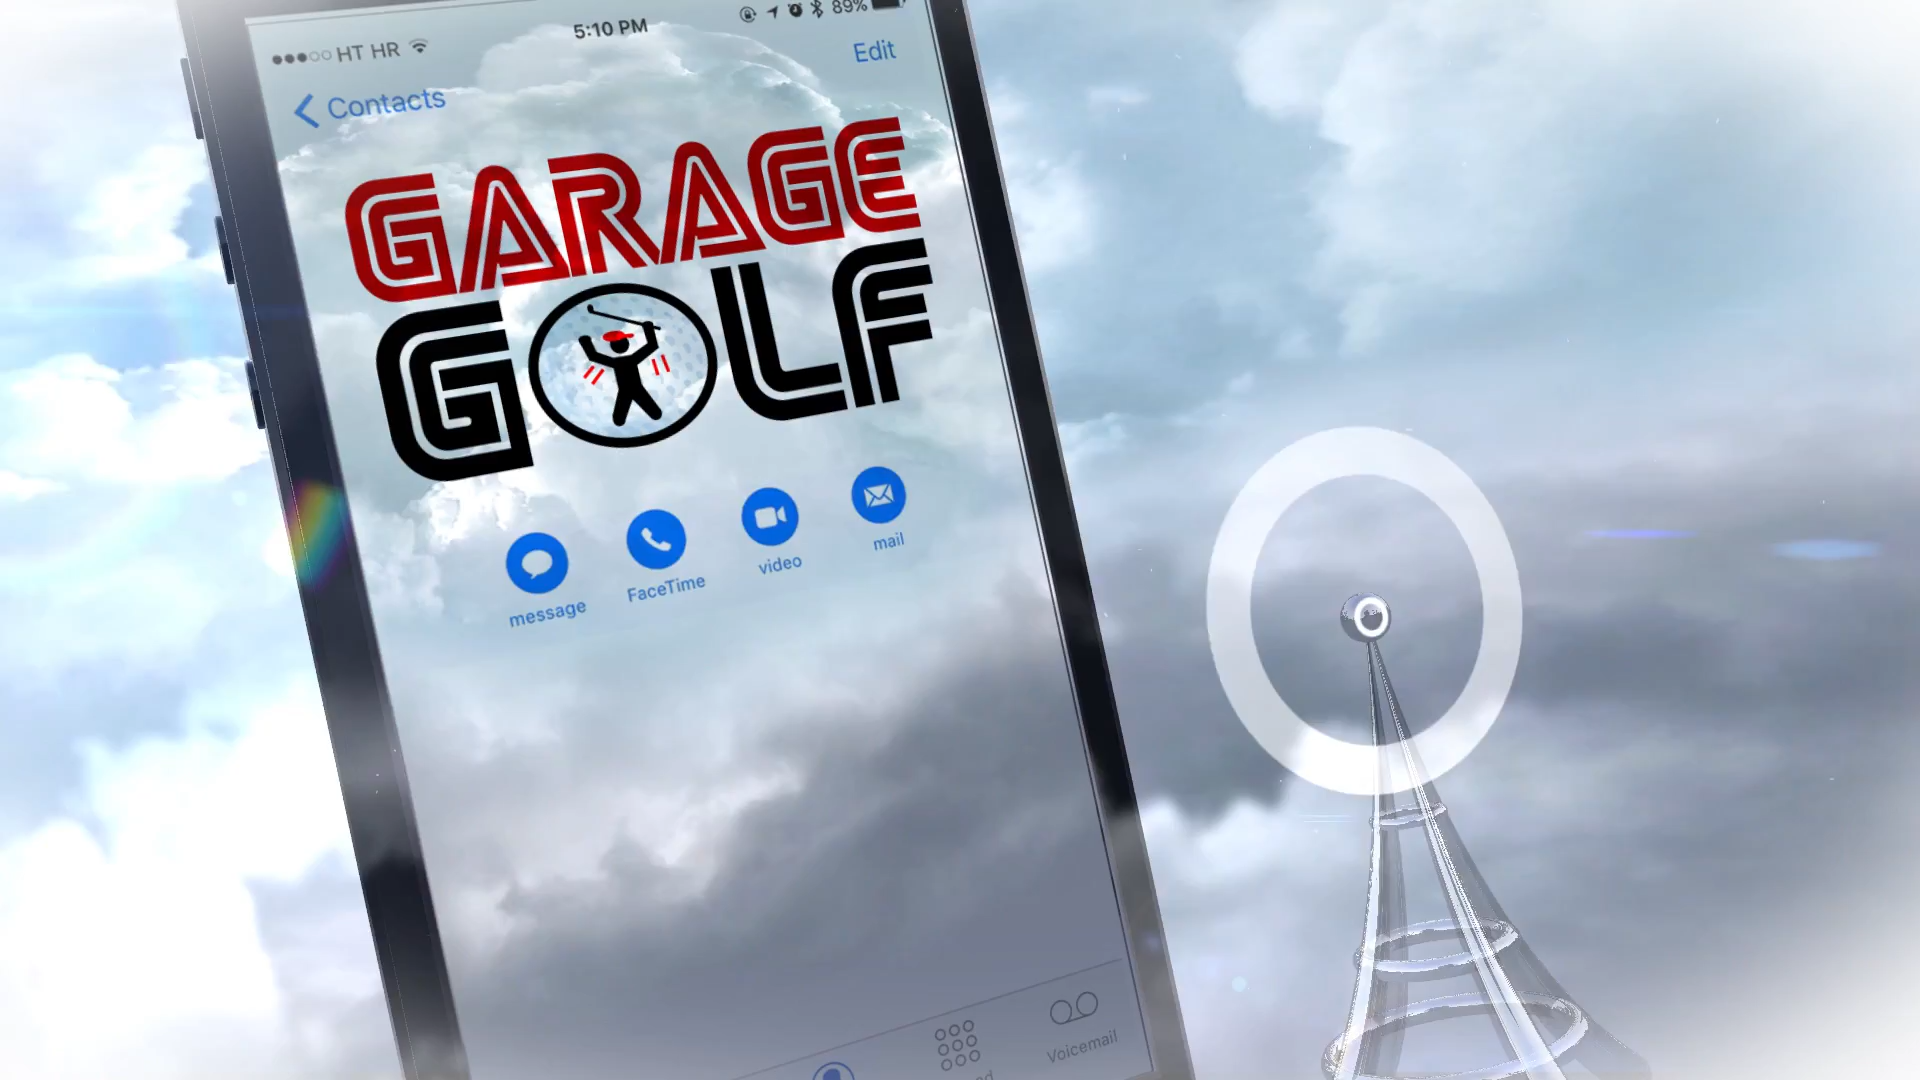 HT HR 5:10 PM 89%
Contacts Edit
GARAGE
GOLF
message FaceTime video mail
Voicemail